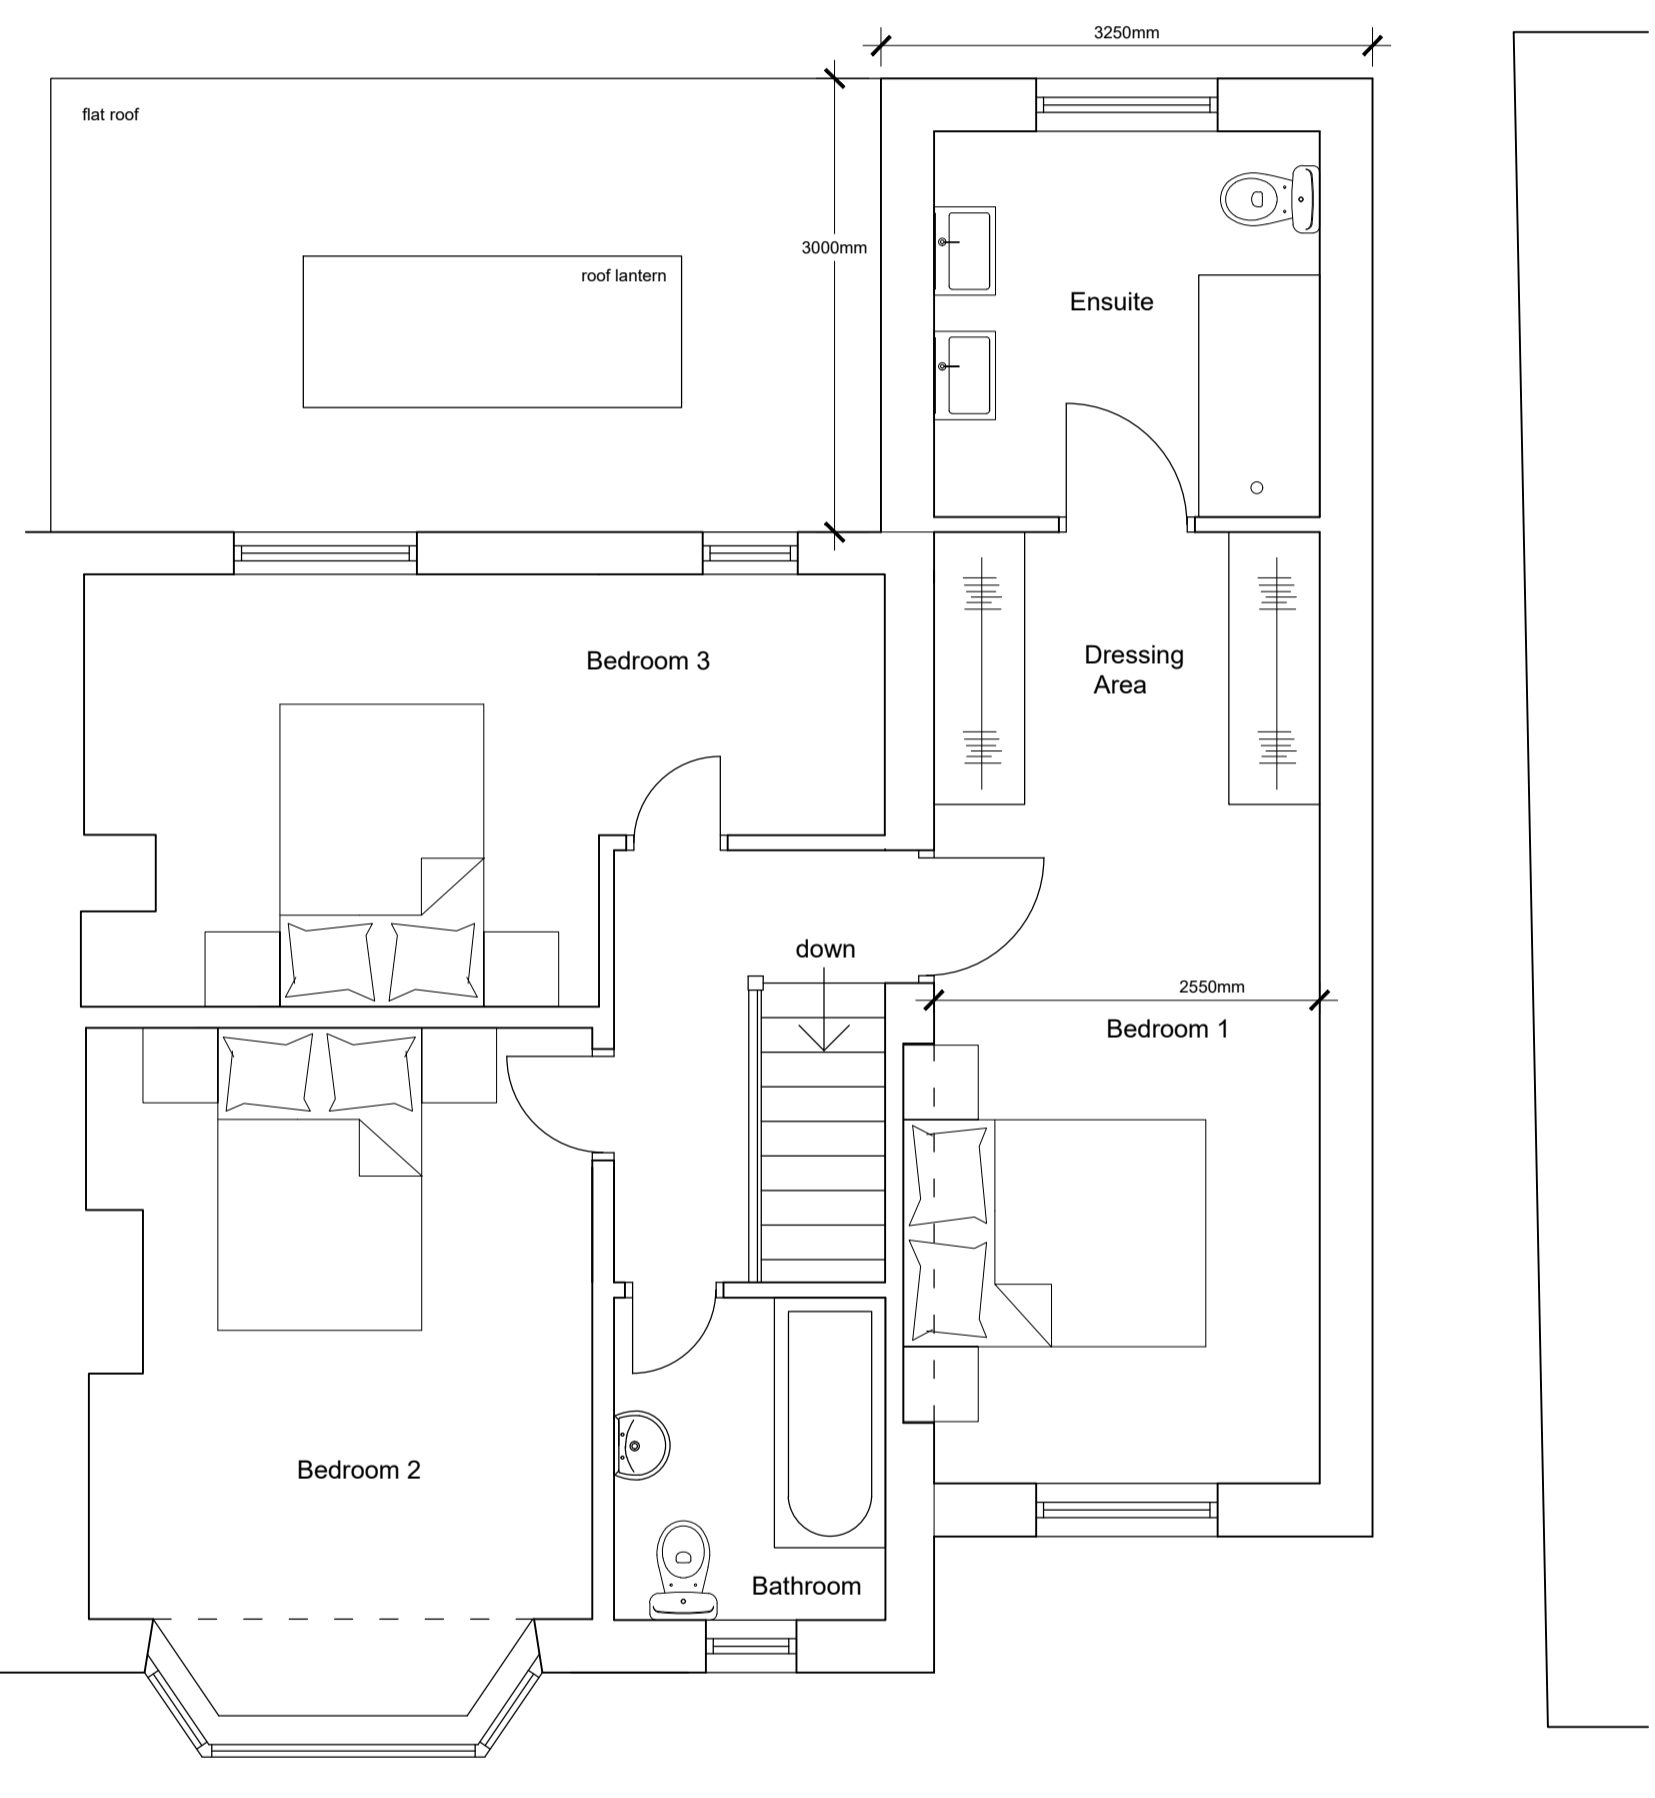 3250mm
flat roof
3000mm
roof lantern
Ensuite
Bedroom 3
Dressing
Area
down
2550mm
Bedroom 1
Bedroom 2
Bathroom